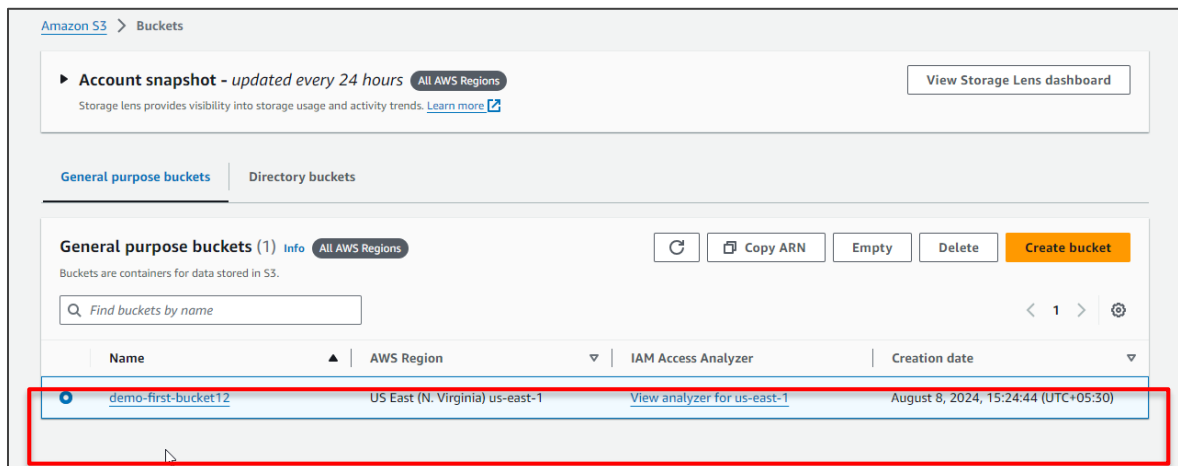 Amazon S3 > Buckets
Account snapshot - updated every 24 hours All AWS Regions
View Storage Lens dashboard
Storage lens provides visibility into storage usage and activity trends. Learn more
General purpose buckets Directory buckets
General purpose buckets (1) Info All AWS Regions
Copy ARN Empty Delete Create bucket
Buckets are containers for data stored in S3.
Find buckets by name
< 1 >
Name AWS Region IAM Access Analyzer Creation date
demo-first-bucket12 US East (N. Virginia) us-east-1 View analyzer for us-east-1 August 8, 2024, 15:24:44 (UTC+05:30)